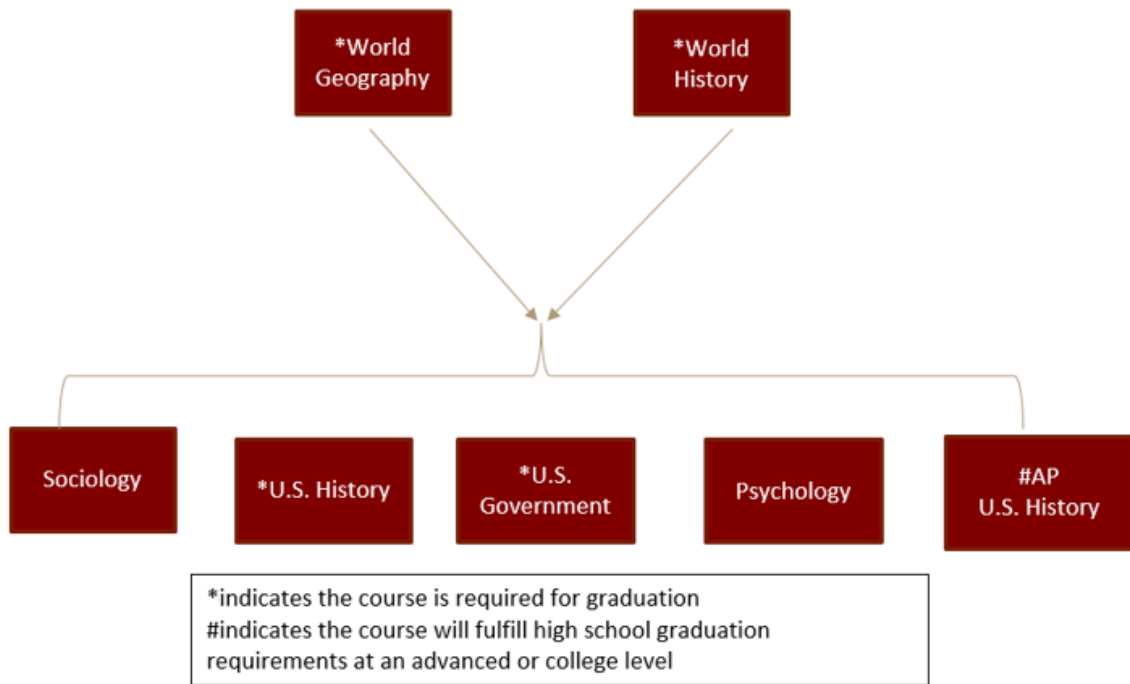 *World
Geography
*World
History
Sociology
*U.S. History
*U.S.
Government
Psychology
#AP
U.S. History
*indicates the course is required for graduation
#indicates the course will fulfill high school graduation
requirements at an advanced or college level